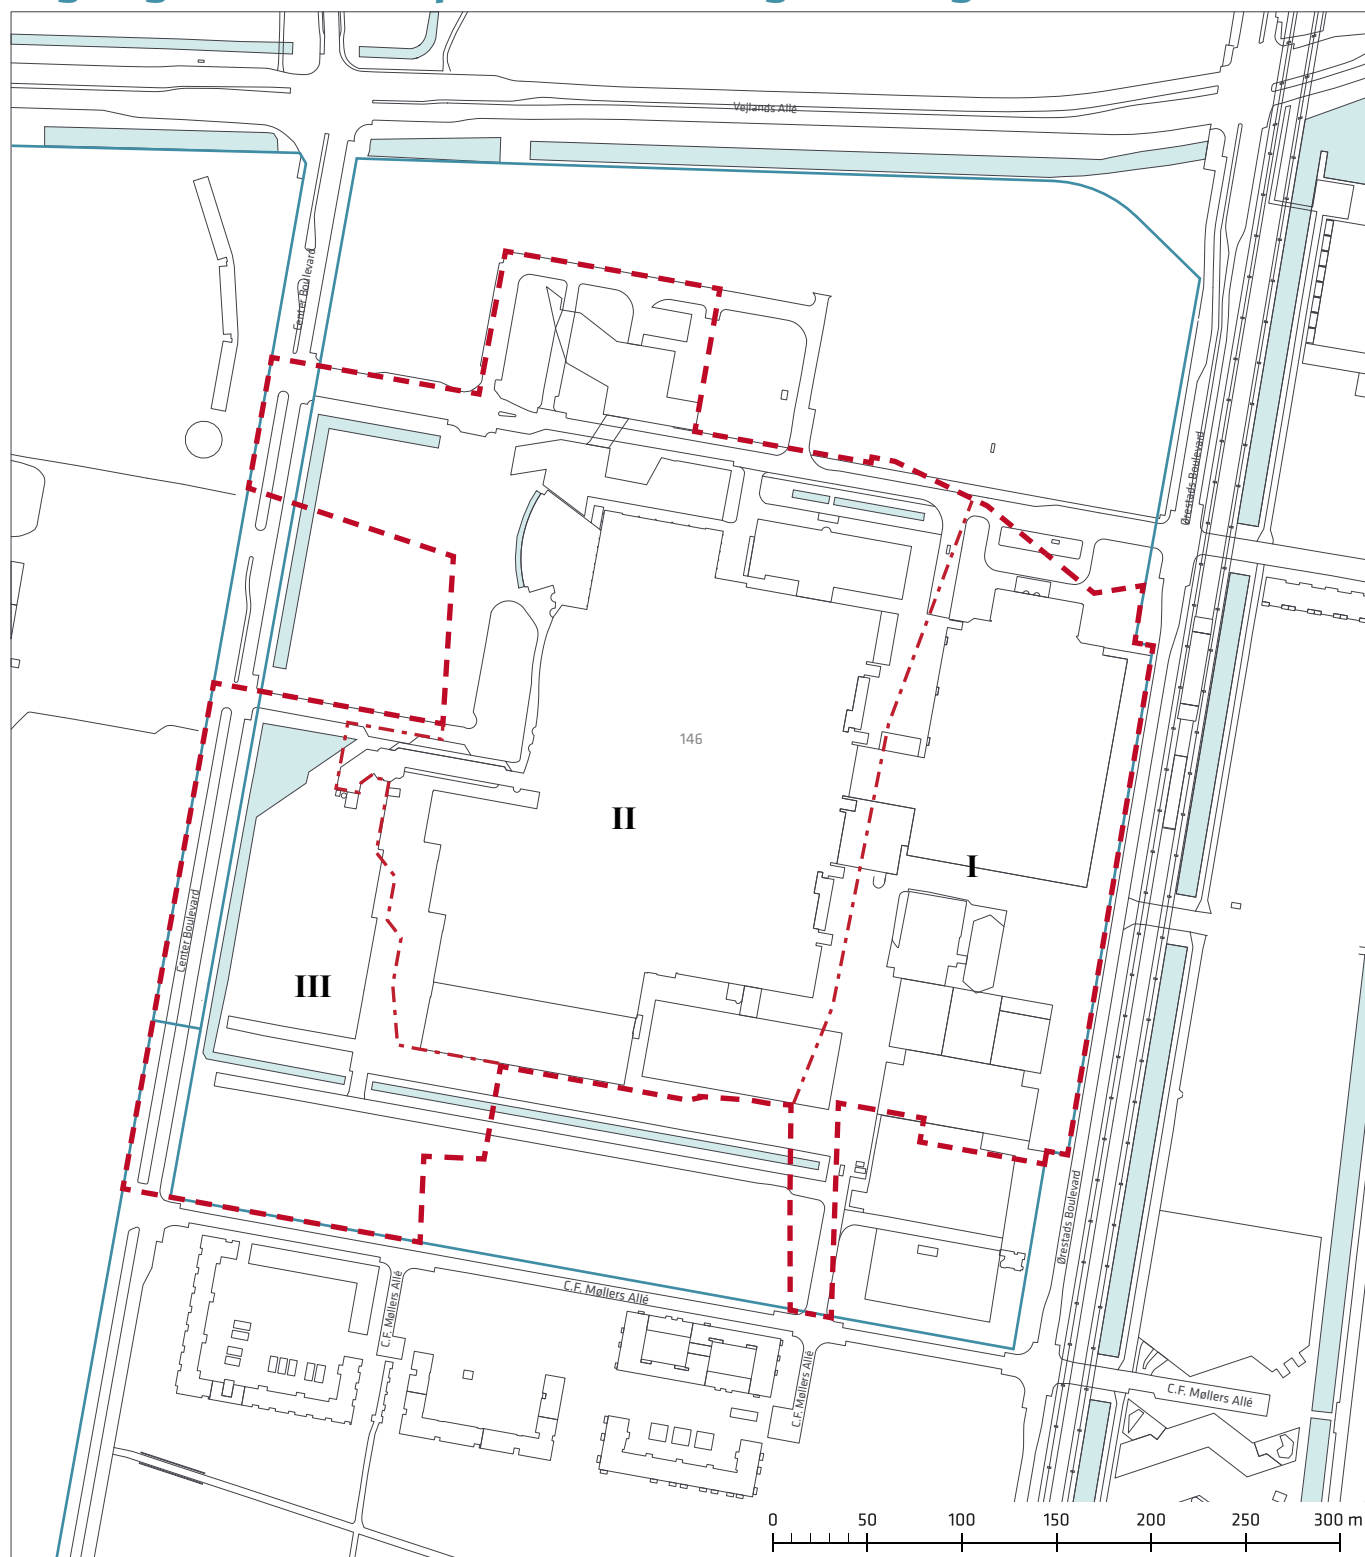 Vejlands Allé
Center Boulevard
Ørestads Boulevard
146
II
I
Center Boulevard
III
Ørestads Boulevard
C.F. Møllers Allé
C.F. Møllers Allé
C.F. Møllers Allé
C.F. Møllers Allé
0 50 100 150 200 250 300 m